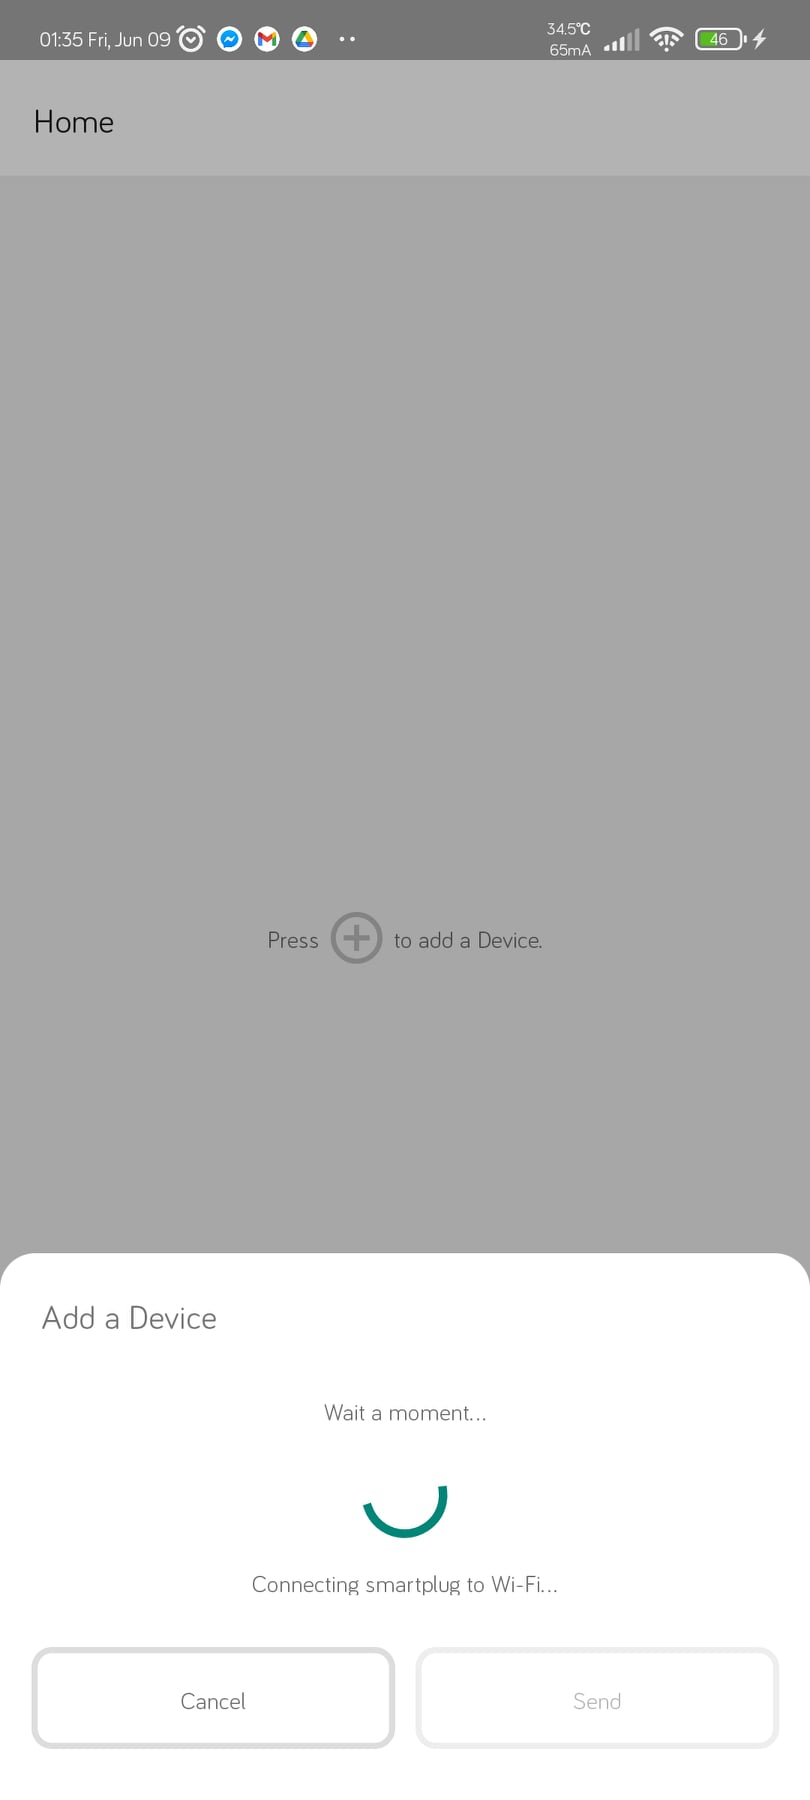 01:35 Fri, Jun 09
34.5℃
65mA
46
Home
Press
to add a Device.
Add a Device
Wait a moment...
Connecting smartplug to Wi-Fi...
Cancel
Send